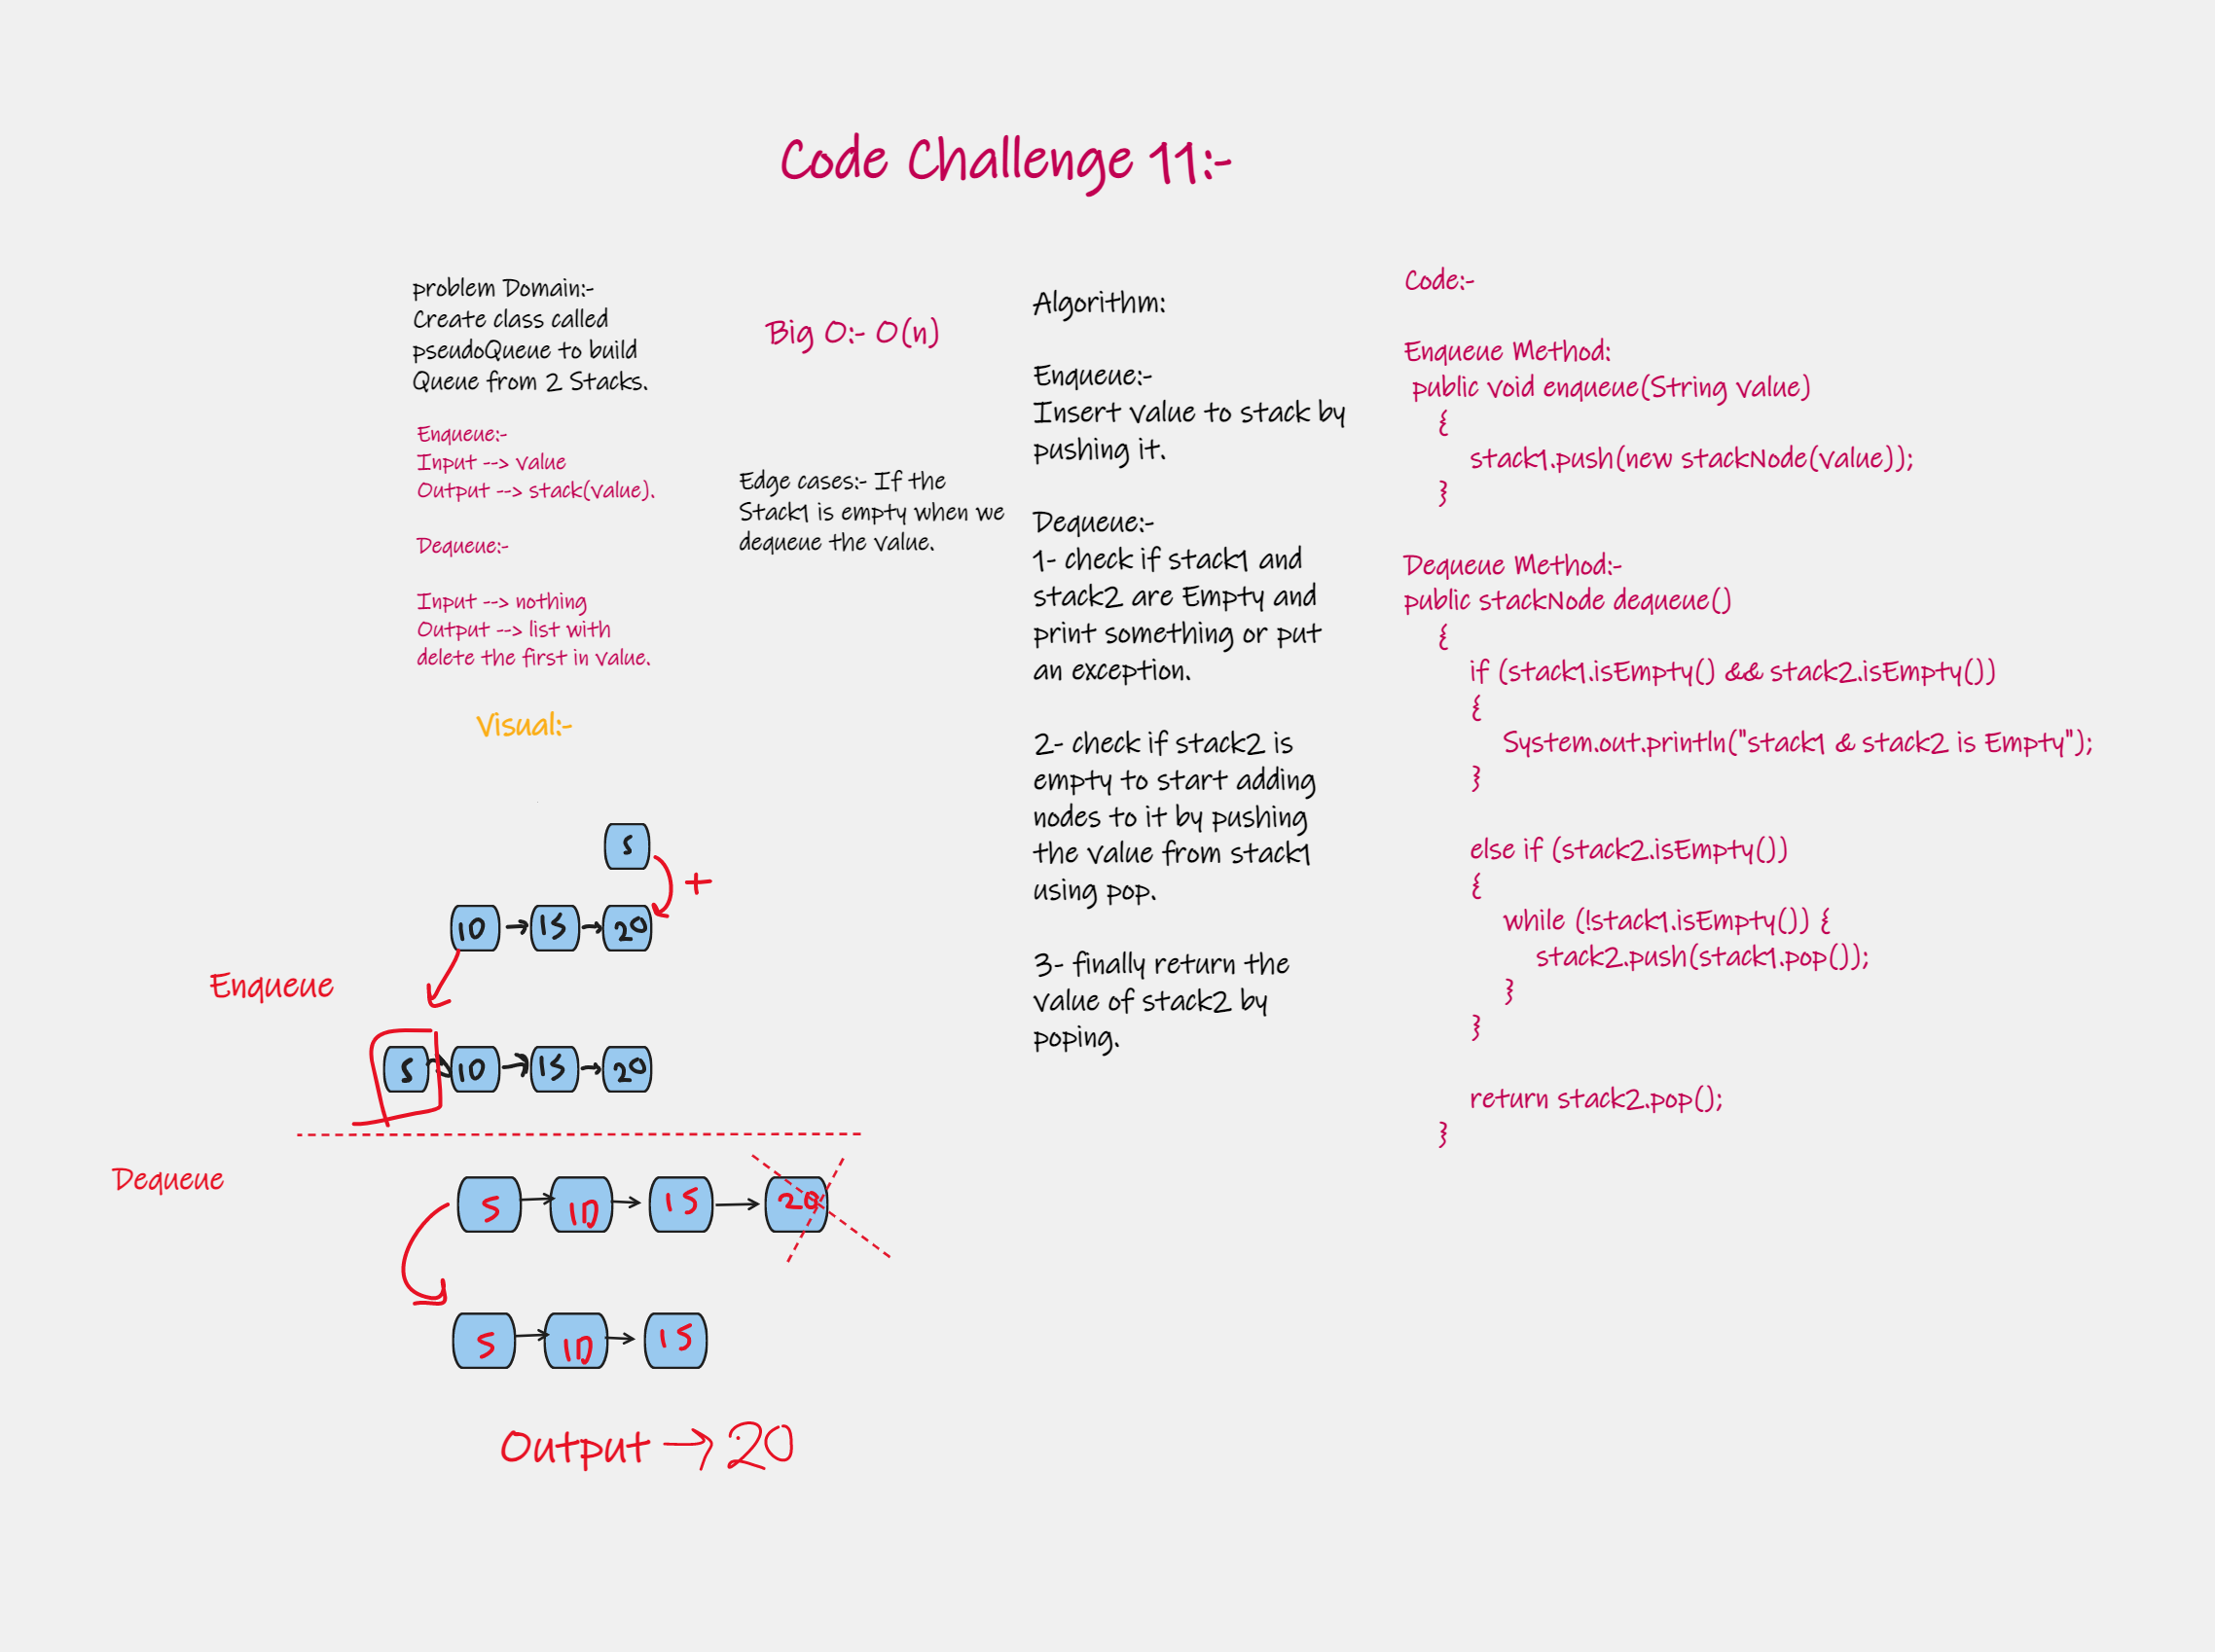 Code Challenge 11:-
problem Domain:-
Create class called
pseudoQueue to build
Queue from 2 Stacks.
Enqueue:-
Input --> value
Output --> stack(value).
Dequeue:-
Input --> nothing
Output --> list with
delete the first in value.
Big O:- O(n)
Edge cases:- If the
Stack1 is empty when we
dequeue the value.
Visual:-
5
+
10 15 20
Enqueue
5 10 15 20
Dequeue
5 10 15 20
5 10 15
Output → 20
Algorithm:
Enqueue:-
Insert value to stack by
pushing it.
Dequeue:-
1- check if stack1 and
stack2 are Empty and
print something or put
an exception.
2- check if stack2 is
empty to start adding
nodes to it by pushing
the value from stack1
using pop.
3- finally return the
value of stack2 by
poping.
Code:-
Enqueue Method:
public void enqueue(String value)
{
stack1.push(new stackNode(value));
}
Dequeue Method:-
public stackNode dequeue()
{
if (stack1.isEmpty() && stack2.isEmpty())
{
System.out.println("stack1 & stack2 is Empty");
}
else if (stack2.isEmpty())
{
while (!stack1.isEmpty()) {
stack2.push(stack1.pop());
}
}
return stack2.pop();
}